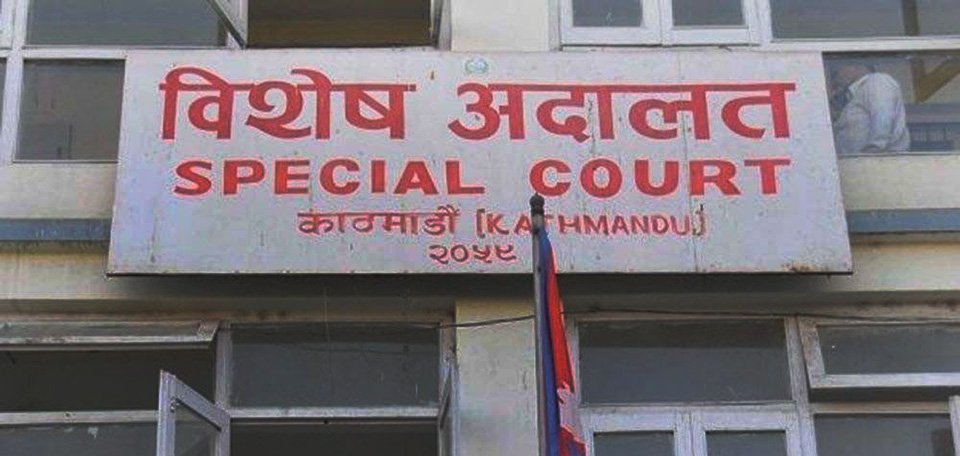 विशेष अदालत
SPECIAL COURT
काठमाडौं [KATHMANDU]
२०५९